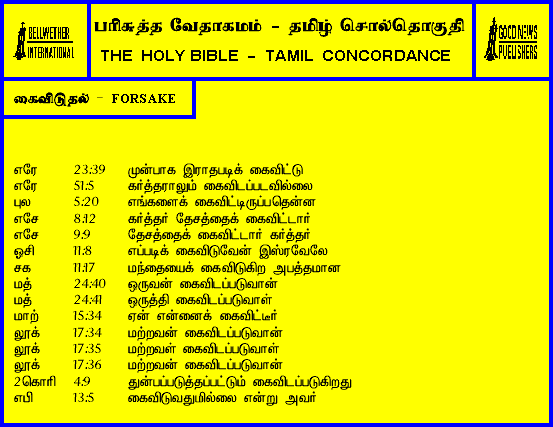 BELLWETHER
INTERNATIONAL
பரிசுத்த வேதாகமம் - தமிழ் சொல்தொகுதி
THE HOLY BIBLE - TAMIL CONCORDANCE
GOOD NEWS
PUBLISHERS
கைவிடுதல் - FORSAKE
எரே 23:39 முன்பாக இராதபடிக் கைவிட்டு
எரே 51:5 கர்த்தராலும் கைவிடப்படவில்லை
புல 5:20 எங்களைக் கைவிட்டிருப்பதென்ன
எசே 8:12 கர்த்தர் தேசத்தைக் கைவிட்டார்
எசே 9:9 தேசத்தைக் கைவிட்டார் கர்த்தர்
ஓசி 11:8 எப்படிக் கைவிடுவேன் இஸ்ரவேலே
சக 11:17 மந்தையைக் கைவிடுகிற அபத்தமான
மத் 24:40 ஒருவன் கைவிடப்படுவான்
மத் 24:41 ஒருத்தி கைவிடப்படுவாள்
மாற் 15:34 ஏன் என்னைக் கைவிட்டீர்
லூக் 17:34 மற்றவன் கைவிடப்படுவான்
லூக் 17:35 மற்றவள் கைவிடப்படுவாள்
லூக் 17:36 மற்றவன் கைவிடப்படுவான்
2கொரி 4:9 துன்பப்படுத்தப்பட்டும் கைவிடப்படுகிறது
எபி 13:5 கைவிடுவதுமில்லை என்று அவர்